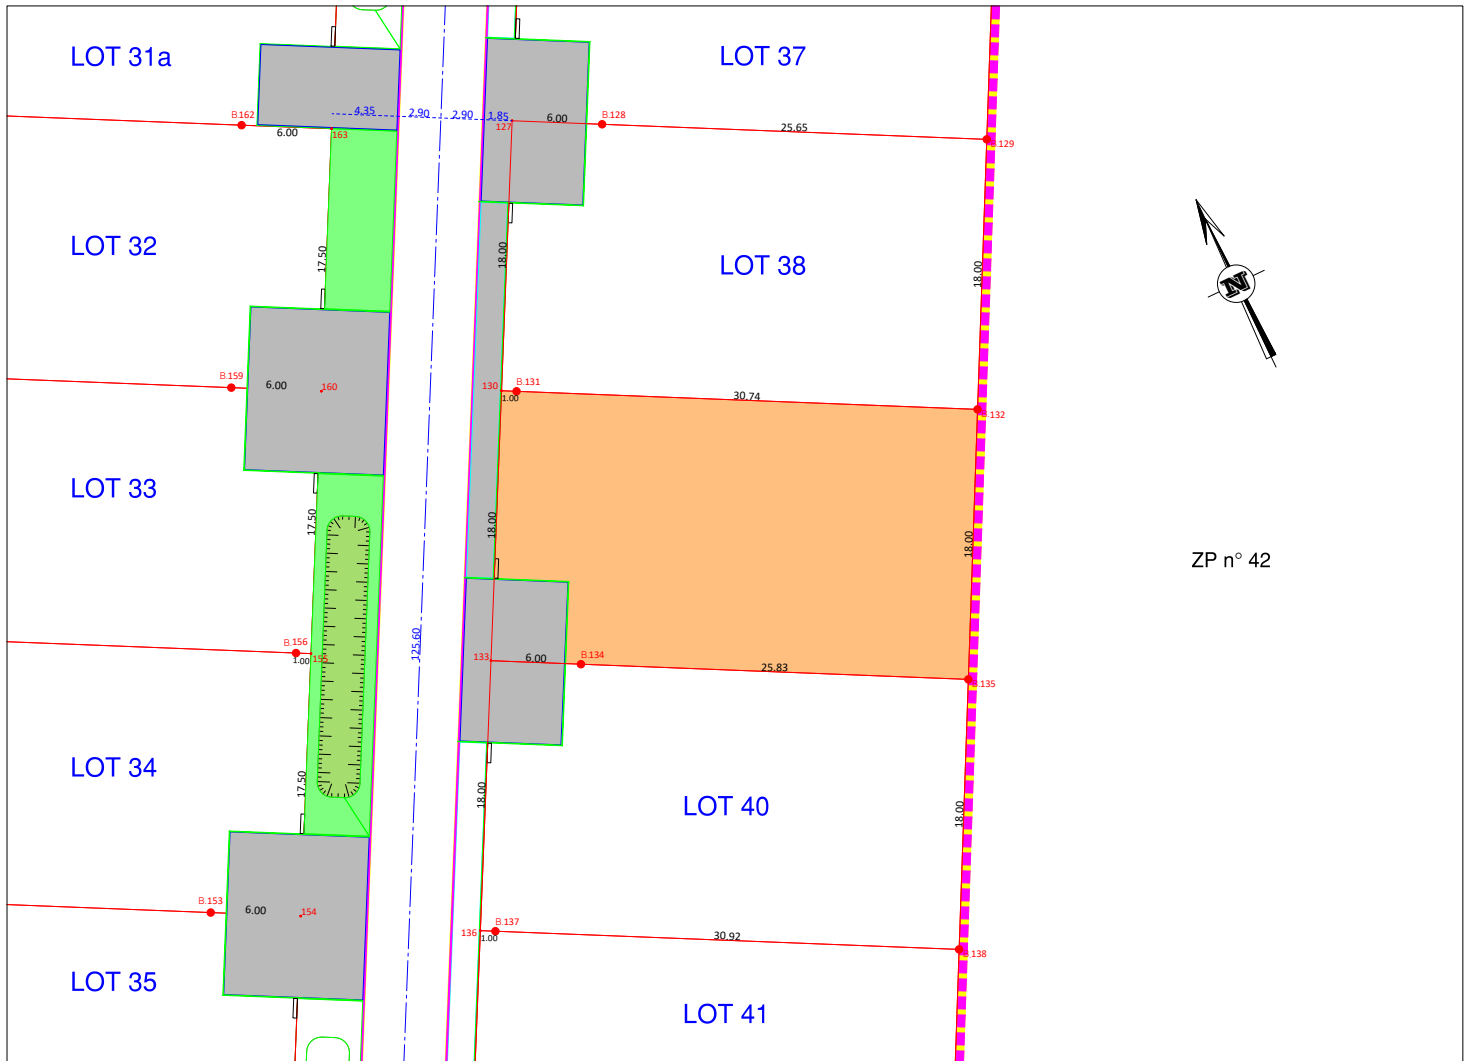 LOT 31a
LOT 37
B.162
6.00
163
4.35
2.90
2.90
1.85
127
6.00
B.128
25.65
B.129
LOT 32
17.50
18.00
LOT 38
18.00
N
B.159
6.00
160
130
B.131
1.00
30.74
B.132
LOT 33
17.50
18.00
18.00
ZP n° 42
B.156
1.00
155
125.60
133
6.00
B.134
25.83
B.135
LOT 34
17.50
18.00
LOT 40
18.00
B.153
6.00
154
136
B.137
1.00
30.92
B.138
LOT 35
LOT 41